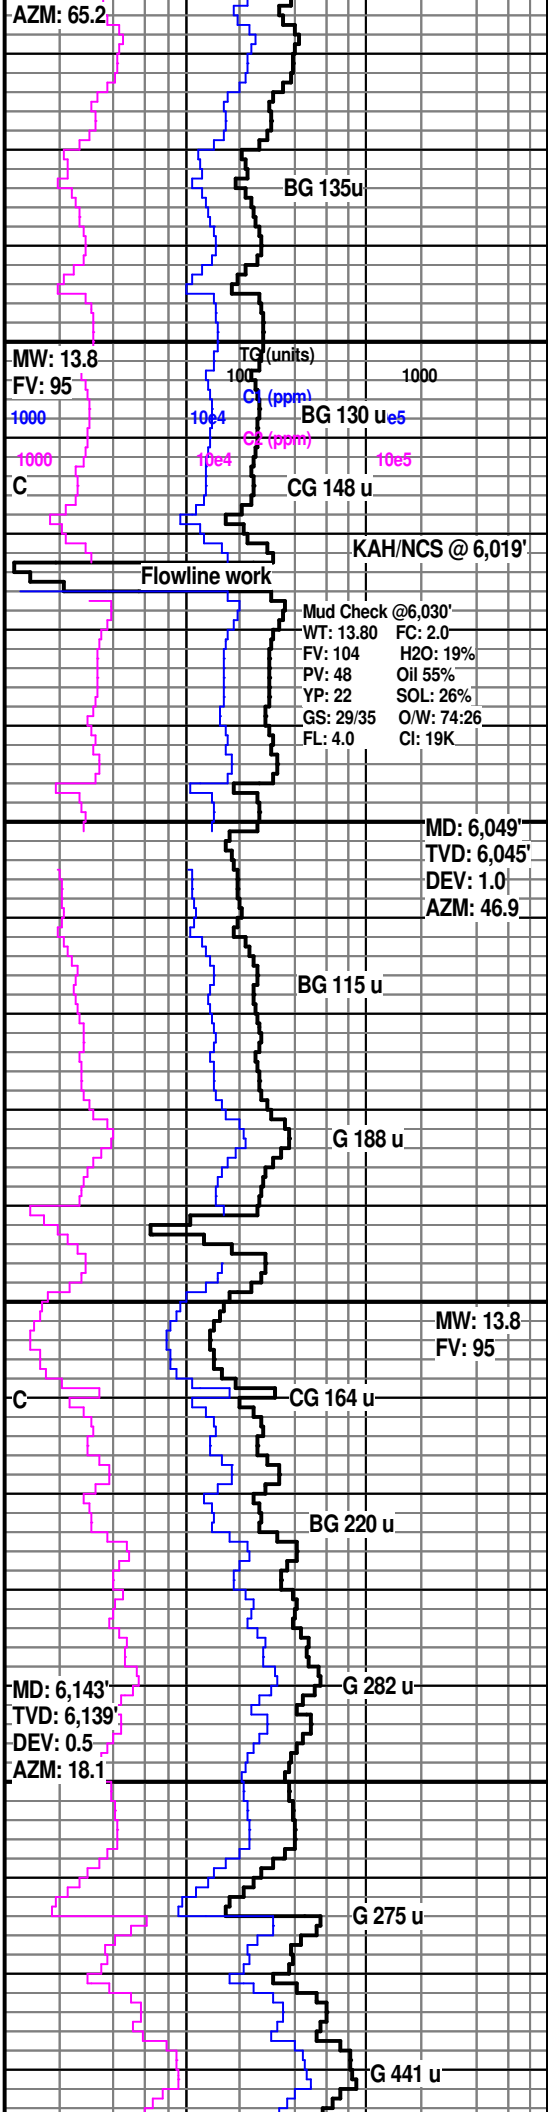 AZM: 65.2
BG 135u
MW: 13.8
FV: 95
TG (units)
100 1000
C1 (ppm)
1000 10e4 e5
BG 130 u
C2 (ppm)
1000 10e4 10e5
C
CG 148 u
KAH/NCS @ 6,019'
Flowline work
Mud Check @6,030'
WT: 13.80 FC: 2.0
FV: 104 H2O: 19%
PV: 48 Oil 55%
YP: 22 SOL: 26%
GS: 29/35 O/W: 74:26
FL: 4.0 Cl: 19K
MD: 6,049'
TVD: 6,045'
DEV: 1.0
AZM: 46.9
BG 115 u
G 188 u
MW: 13.8
FV: 95
C
CG 164 u
BG 220 u
G 282 u
MD: 6,143'
TVD: 6,139'
DEV: 0.5
AZM: 18.1
G 275 u
G 441 u